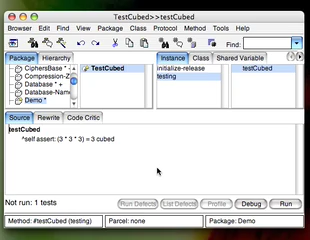 TestCubed>>testCubed
Browser Edit Find View Package Class Protocol Method Tools Help
Find:
Package Hierarchy Instance Class Shared Variable
CompersBase * TestCubed initialize-release testCubed
Compression-Z testing
Database * +
Database-Nam
Demo *
Source Rewrite Code Critic
testCubed
^self assert: (3 * 3 * 3) = 3 cubed
Not run: 1 tests Run Defects List Defects Profile Debug Run
Method: #testCubed (testing) Parcel: none Package: Demo